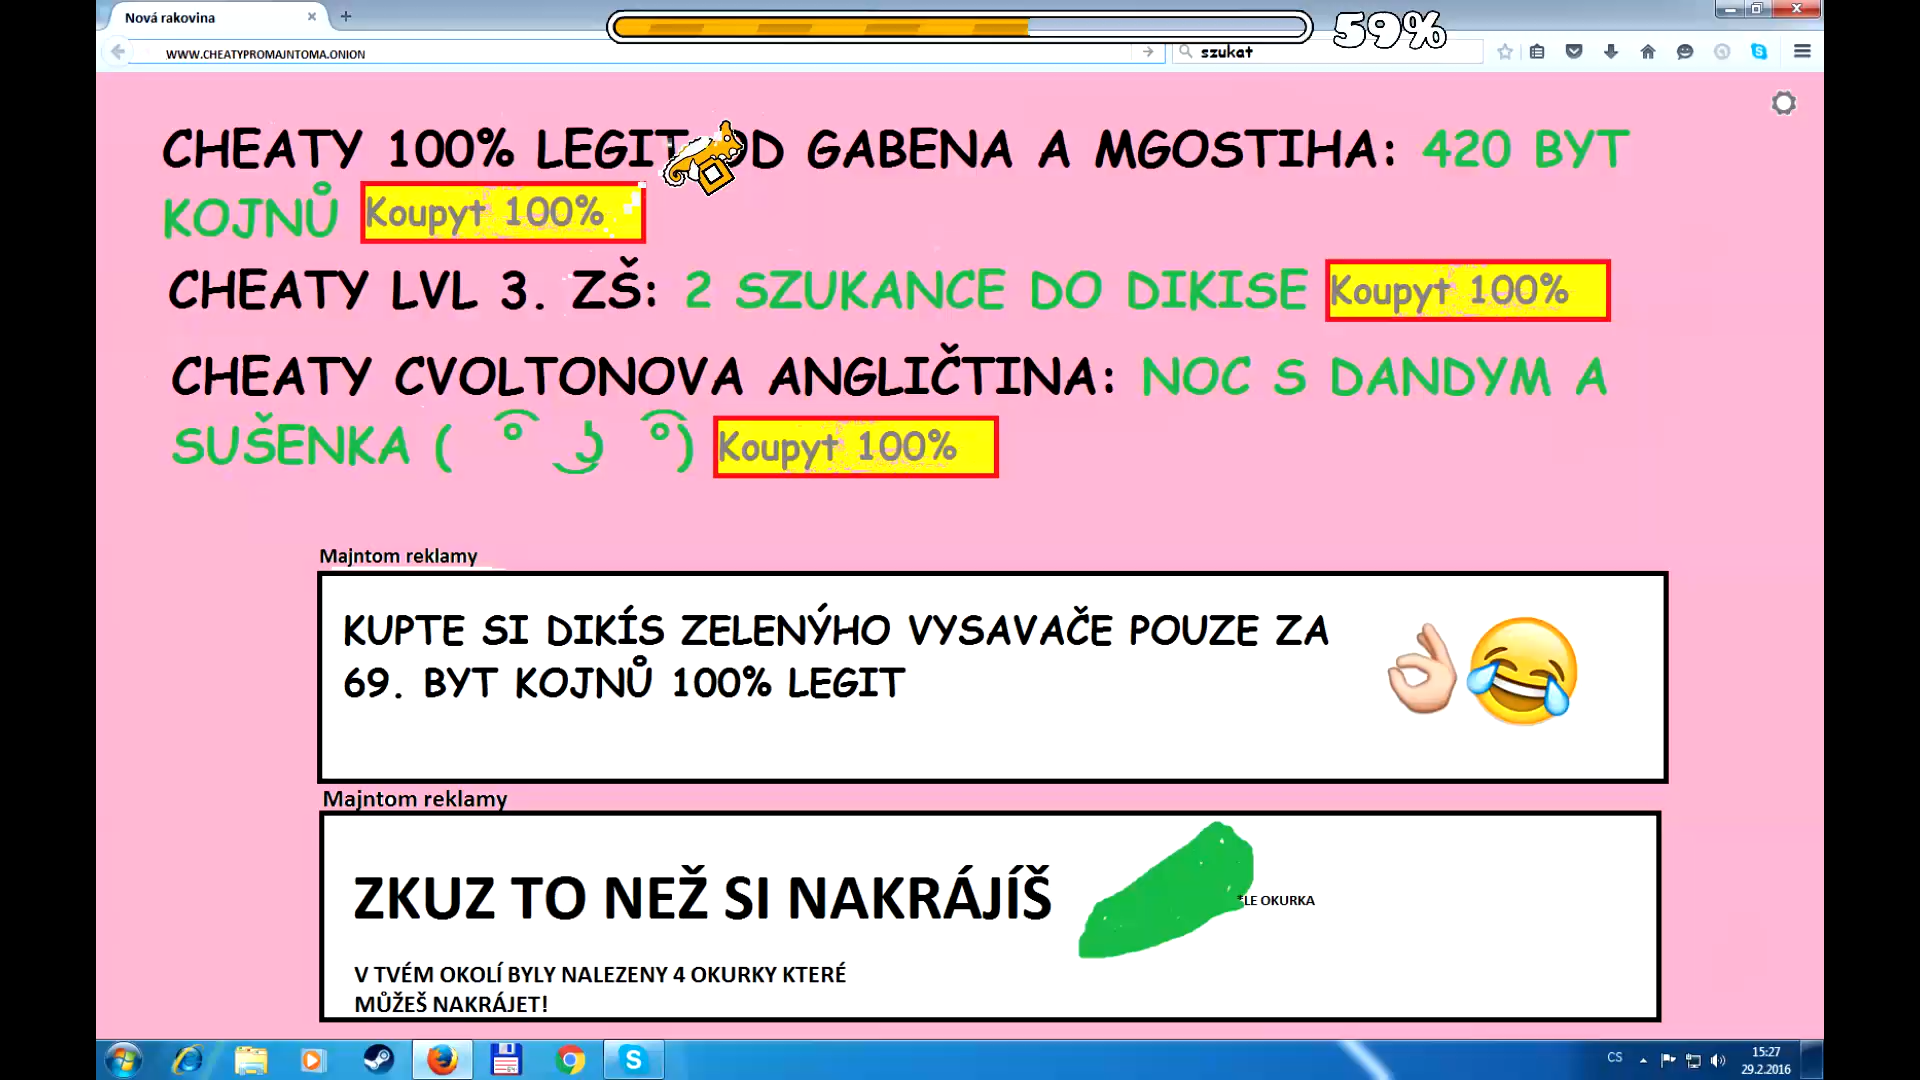 Nová rakovina
59%
WWW.CHEATYPROMAJNTOMA.ONION
szukat
CHEATY 100% LEGIT OD GABENA A MGOSTIHA: 420 BYT
KOJNŮ Koupyt 100%
CHEATY LVL 3. ZŠ: 2 SZUKANCE DO DIKISE Koupyt 100%
CHEATY CVOLTONOVA ANGLIČTINA: NOC S DANDYM A
SUŠENKA ( ͡° ͜ʖ ͡°) Koupyt 100%
Majntom reklamy
KUPTE SI DIKÍS ZELENÝHO VYSAVAČE POUZE ZA
69. BYT KOJNŮ 100% LEGIT
Majntom reklamy
ZKUZ TO NEŽ SI NAKRÁJÍŠ
*LE OKURKA
V TVÉM OKOLÍ BYLY NALEZENY 4 OKURKY KTERÉ
MŮŽEŠ NAKRÁJET!
CS
15:27
29.2.2016